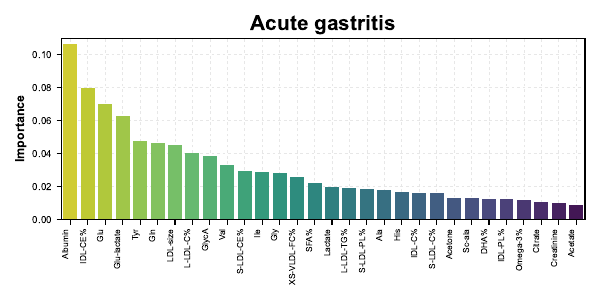 Acute gastritis
Importance
0.10
0.08
0.06
0.04
0.02
0.00
Albumin
IDL-CE%
Glu
Glu-lactate
Tyr
Gln
LDL-size
L-LDL-C%
GlycA
Val
S-LDL-CE%
Ile
Gly
XS-VLDL-FC%
SFA%
Lactate
L-LDL-TG%
S-LDL-PL%
Ala
His
IDL-C%
S-LDL-C%
Acetone
Sc-ala
DHA%
IDL-PL%
Omega-3%
Citrate
Creatinine
Acetate